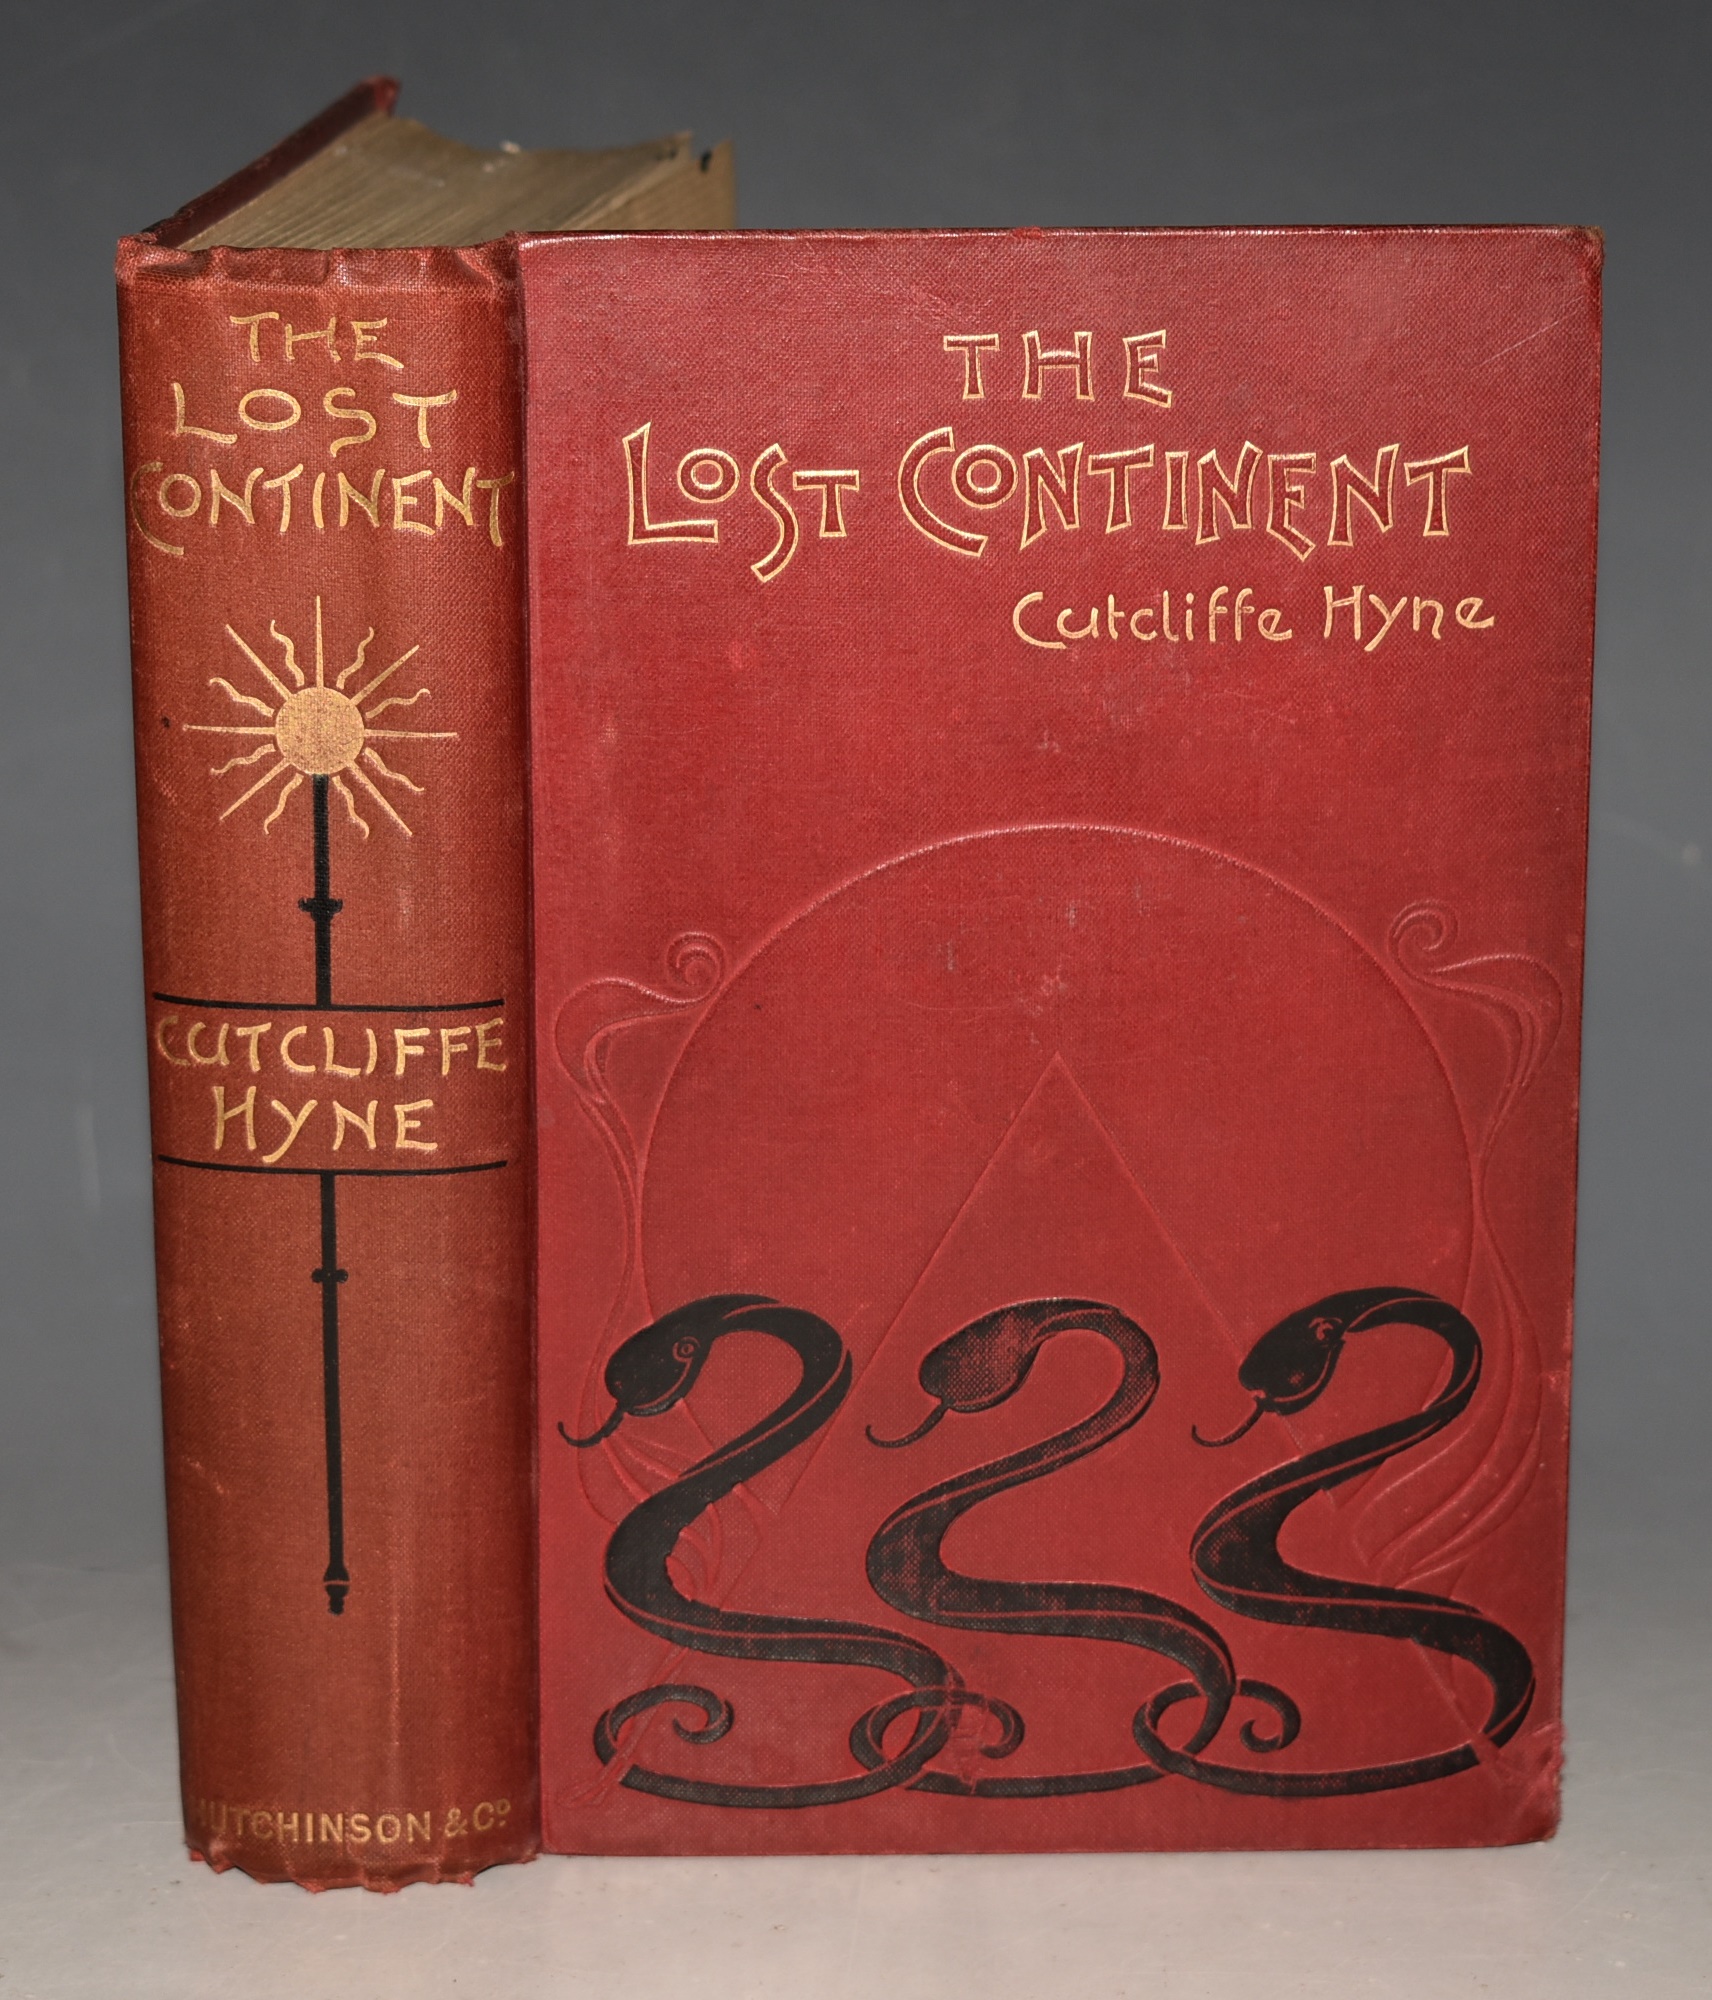 THE
LOST
CONTINENT
CUTCLIFFE
HYNE
HUTCHINSON & Co
THE
LOST CONTINENT
Cutcliffe Hyne